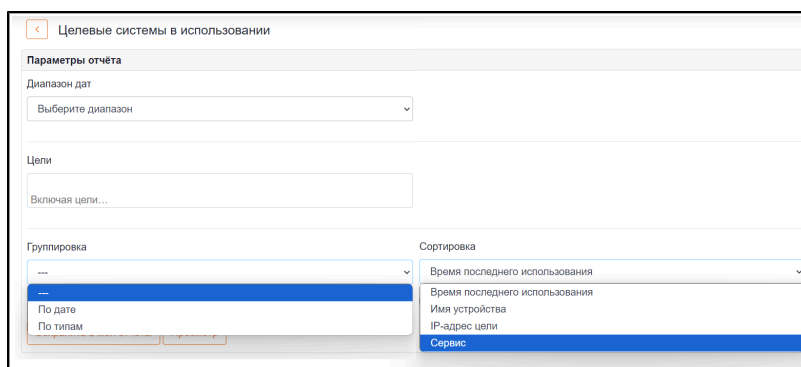 Целевые системы в использовании
Параметры отчёта
Диапазон дат
Выберите диапазон
Цели
Включая цели...
Группировка
Сортировка
---
Время последнего использования
---
По дате
По типам
Время последнего использования
Имя устройства
IP-адрес цели
Сервис